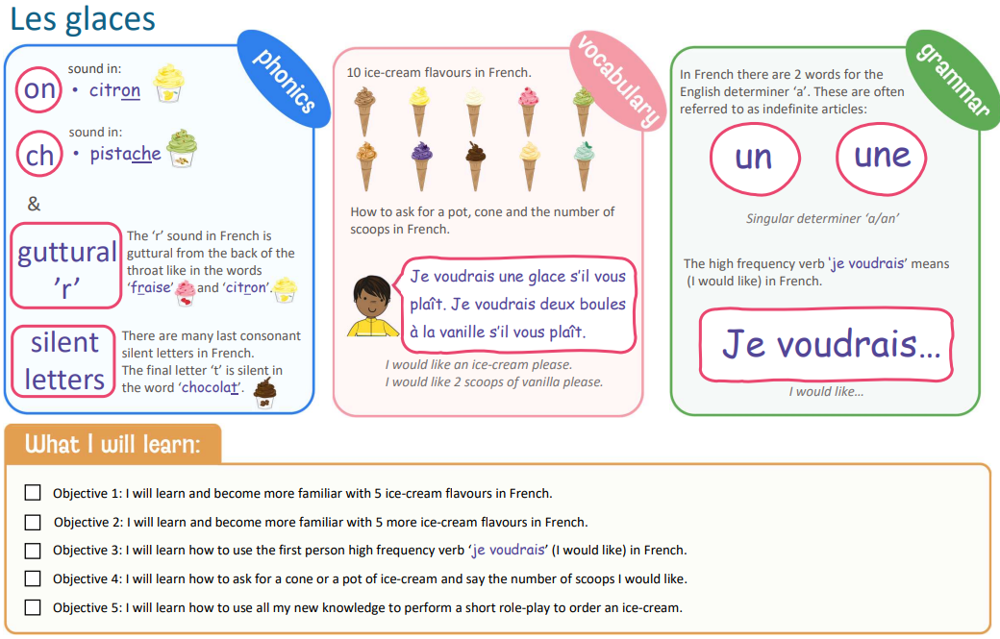 Les glaces
phonics
on
sound in:
• citron
ch
sound in:
• pistache
&
guttural
'r'
The 'r' sound in French is
guttural from the back of the
throat like in the words
'fraise' and 'citron'.
silent
letters
There are many last consonant
silent letters in French.
The final letter 't' is silent in
the word 'chocolat'.
vocabulary
10 ice-cream flavours in French.
How to ask for a pot, cone and the number of
scoops in French.
Je voudrais une glace s'il vous
plaît. Je voudrais deux boules
à la vanille s'il vous plaît.
I would like an ice-cream please.
I would like 2 scoops of vanilla please.
grammar
In French there are 2 words for the
English determiner 'a'. These are often
referred to as indefinite articles:
un
une
Singular determiner 'a/an'
The high frequency verb 'je voudrais' means
(I would like) in French.
Je voudrais...
I would like...
What I will learn:
Objective 1: I will learn and become more familiar with 5 ice-cream flavours in French.
Objective 2: I will learn and become more familiar with 5 more ice-cream flavours in French.
Objective 3: I will learn how to use the first person high frequency verb 'je voudrais' (I would like) in French.
Objective 4: I will learn how to ask for a cone or a pot of ice-cream and say the number of scoops I would like.
Objective 5: I will learn how to use all my new knowledge to perform a short role-play to order an ice-cream.